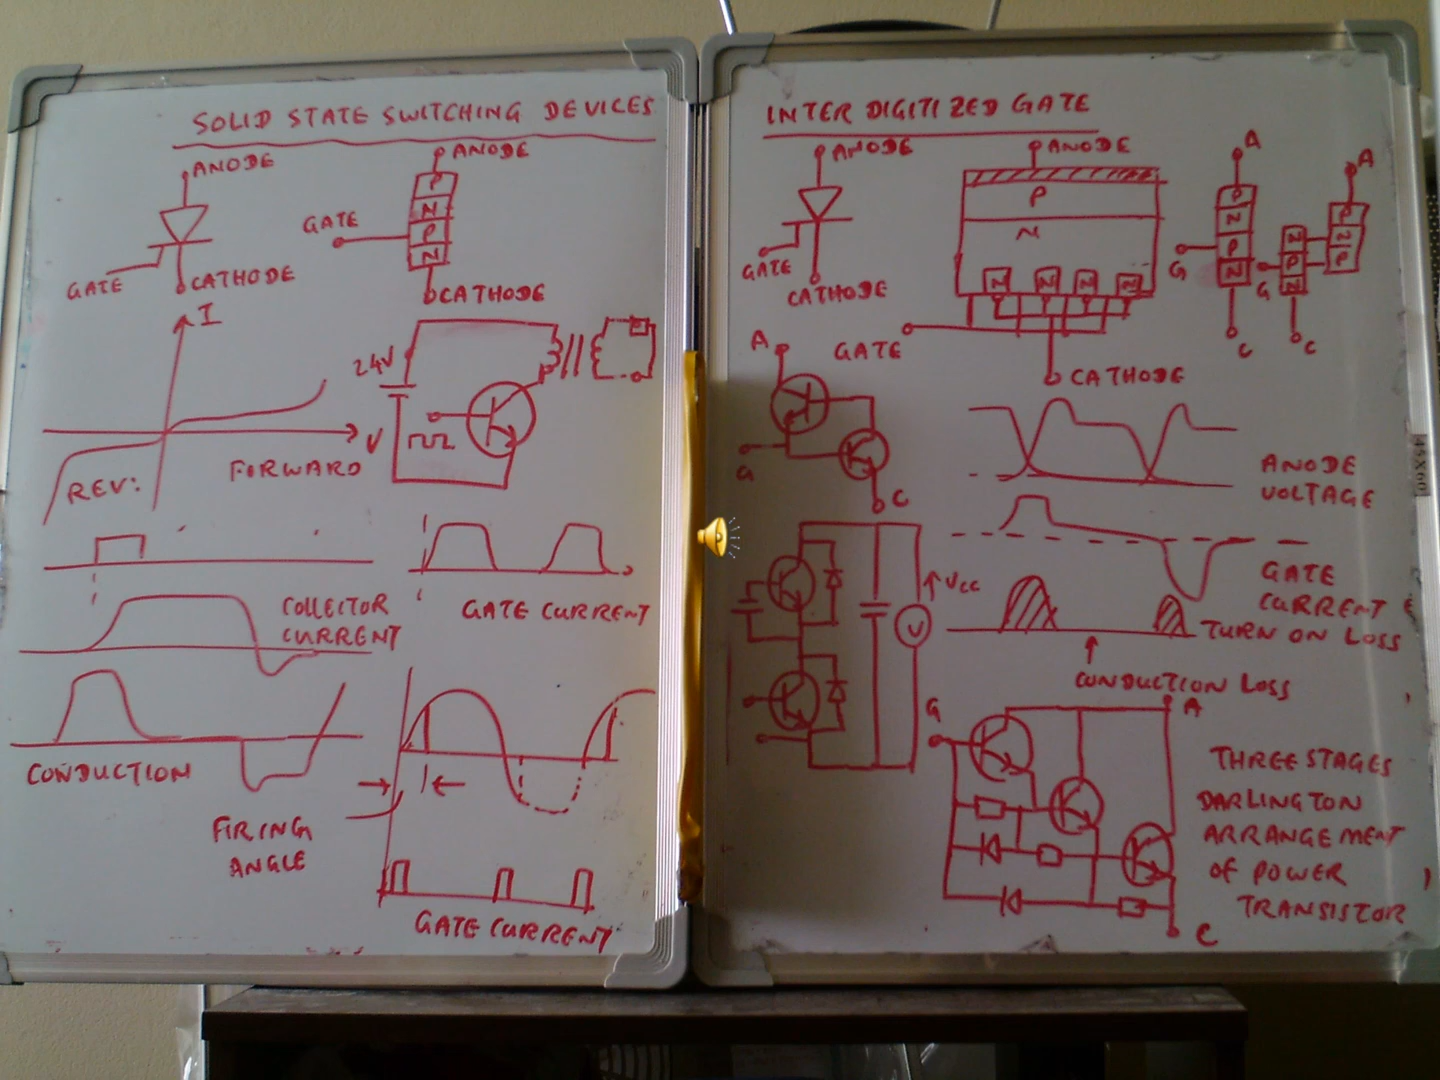 SOLID STATE SWITCHING DEVICES
ANODE
GATE
CATHODE
ANODE
P
N
P
N
GATE
CATHODE
I
V
REV:
FORWARD
24V
COLLECTOR
CURRENT
GATE CURRENT
CONDUCTION
FIRING
ANGLE
GATE CURRENT
INTER DIGITIZED GATE
ANODE
GATE
CATHODE
ANODE
P
N
N
N
N
N
GATE
CATHODE
A
P
N
P
N
G
C
A
P
N
P
N
P
N
G
C
A
G
C
ANODE
VOLTAGE
GATE
CURRENT
TURN ON LOSS
CONDUCTION LOSS
VCC
V
G
A
C
THREE STAGES
DARLINGTON
ARRANGEMENT
OF POWER
TRANSISTOR
45X60